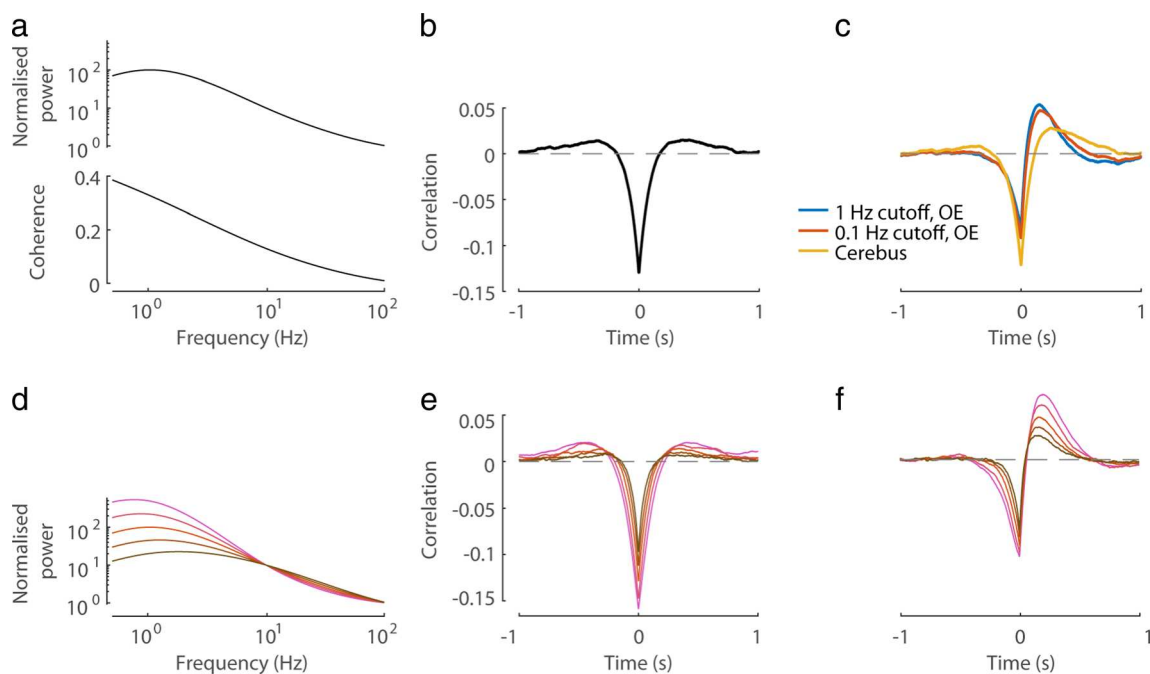 a
Normalised
power
10^2
10^1
10^0
Coherence
0.4
0.2
0
10^0
10^1
10^2
Frequency (Hz)
b
Correlation
0.05
0
-0.05
-0.1
-0.15
-1
0
1
Time (s)
c
1 Hz cutoff, OE
0.1 Hz cutoff, OE
Cerebus
-1
0
1
Time (s)
d
Normalised
power
10^2
10^1
10^0
10^0
10^1
10^2
Frequency (Hz)
e
Correlation
0.05
0
-0.05
-0.1
-0.15
-1
0
1
Time (s)
f
-1
0
1
Time (s)